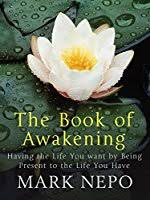 The Book of
Awakening
Having the Life You want by Being
Present to the Life You Have
MARK NEPO